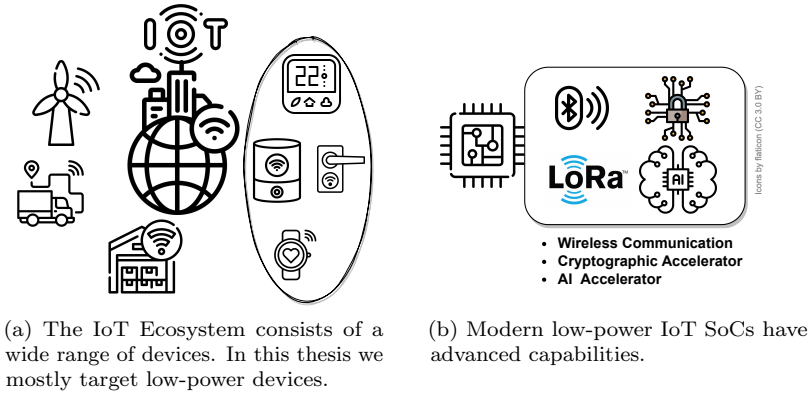 IoT
22°
Bluetooth
LoRa™
AI
Icons by flaticon (CC 3.0 BY)
• Wireless Communication
• Cryptographic Accelerator
• AI Accelerator
(a) The IoT Ecosystem consists of a
wide range of devices. In this thesis we
mostly target low-power devices.
(b) Modern low-power IoT SoCs have
advanced capabilities.